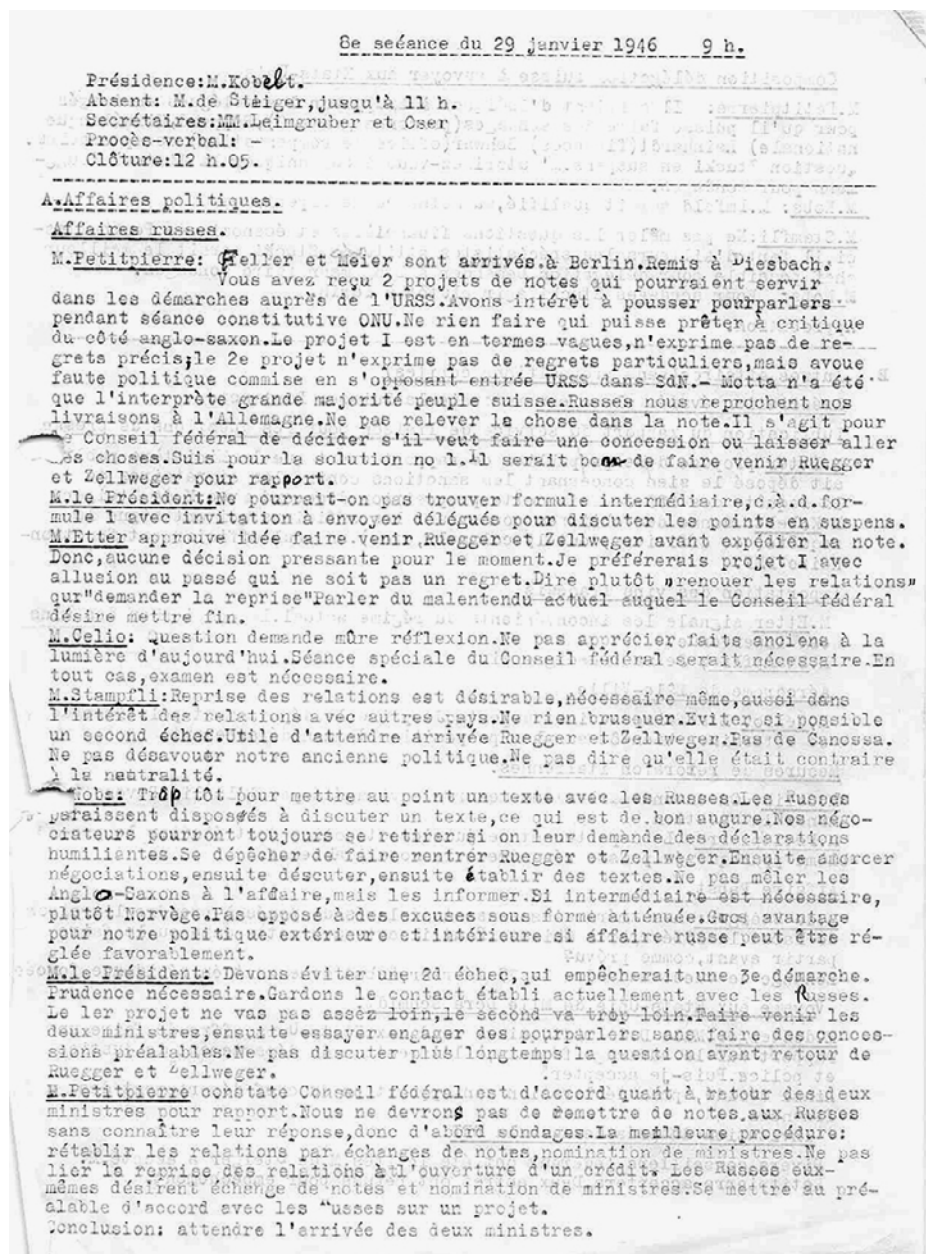 8e seéance du 29 janvier 1946 9 h.
Présidence:M.Kobelt.
Absent: M.de Steiger,jusqu'à 11 h.
Secrétaires:MM.Leimgruber et Oser
Procès-verbal: -
Clôture:12 h.05.
A.Affaires politiques.
Affaires russes.
M.Petitpierre: Feller et Meier sont arrivés.à Berlin.Remis à Diesbach.
Vous avez reçu 2 projets de notes qui pourraient servir
dans les démarches auprès de l'URSS.Avons intérêt à pousser pourparlers
pendant séance constitutive ONU.Ne rien faire qui puisse prêter à critique
du côté anglo-saxon.Le projet I est en termes vagues,n'exprime pas de re-
grets précis;le 2e projet n'exprime pas de regrets particuliers,mais avoue
faute politique commise en s'opposant entrée URSS dans SdN.- Motta n'a été
que l'interprète grande majorité peuple suisse.Russes nous reprochent nos
livraisons à l'Allemagne.Ne pas relever la chose dans la note.Il s'agit pour
Conseil fédéral de décider s'il veut faire une concession ou laisser aller
les choses.Suis pour la solution no 1.Il serait bon de faire venir Ruegger
et Zellweger pour rapport.
M.le Président:Ne pourrait-on pas trouver formule intermédiaire,c.à.d.for-
mule 1 avec invitation à envoyer délégués pour discuter les points en suspens.
M.Etter approuve idée faire venir Ruegger et Zellweger avant expédier la note.
Donc,aucune décision pressante pour le moment.Je préférerais projet I avec
allusion au passé qui ne soit pas un regret.Dire plutôt "renouer les relations"
que"demander la reprise"Parler du malentendu actuel auquel le Conseil fédéral
désire mettre fin.
M.Celio: Question demande mûre réflexion.Ne pas apprécier faits anciens à la
lumière d'aujourd'hui.Séance spéciale du Conseil fédéral serait nécessaire.En
tout cas,examen est nécessaire.
M.Stampfli:Reprise des relations est désirable,nécessaire même,aussi dans
l'intérêt des relations avec autres pays.Ne rien brusquer.Eviter si possible
un second échec.Utile d'attendre arrivée Ruegger et Zellweger.Pas de Canossa.
Ne pas désavouer notre ancienne politique.Ne pas dire qu'elle était contraire
à la neutralité.
Nobs: Trop tôt pour mettre au point un texte avec les Russes.Les Russes
paraissent disposés à discuter un texte,ce qui est de bon augure.Nos négo-
ciateurs pourront toujours se retirer si on leur demande des déclarations
humiliantes.Se dépêcher de faire rentrer Ruegger et Zellweger.Ensuite amorcer
négociations,ensuite déscuter,ensuite établir des textes.Ne pas mêler les
Anglo-Saxons à l'affaire,mais les informer.Si intermédiaire est nécessaire,
plutôt Norvège.Pas opposé à des excuses sous forme atténuée.Gros avantage
pour notre politique extérieure et intérieure si affaire russe peut être ré-
glée favorablement.
M.le Président: Devons éviter une 2d échec,qui empêcherait une 3e démarche.
Prudence nécessaire.Gardons le contact établi actuellement avec les Russes.
Le 1er projet ne vas pas assez loin,le second va trop loin.Faire venir les
deux ministres,ensuite essayer engager des pourparlers sans faire des conces-
sions préalables.Ne pas discuter plus longtemps la question avant retour de
Ruegger et Zellweger.
M.Petitpierre constate Conseil fédéral est d'accord quant à retour des deux
ministres pour rapport.Nous ne devrons pas de remettre de notes aux Russes
sans connaître leur réponse,donc d'abord sondages.La meilleure procédure:
rétablir les relations par échanges de notes,nomination de ministres.Ne pas
lier la reprise des relations à l'ouverture d'un crédit. Les Russes eux-
mêmes désirent échange de notes et nomination de ministres.Se mettre au pré-
alable d'accord avec les Russes sur un projet.
Conclusion: attendre l'arrivée des deux ministres.